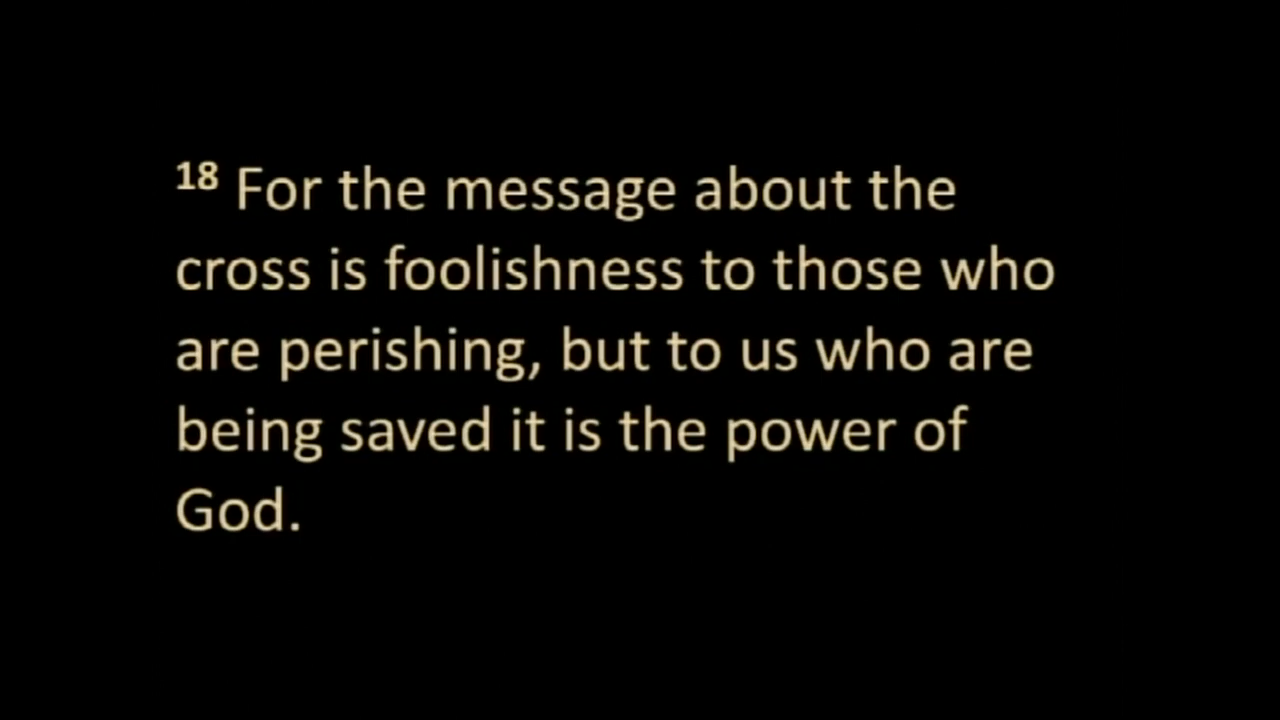 18 For the message about the
cross is foolishness to those who
are perishing, but to us who are
being saved it is the power of
God.